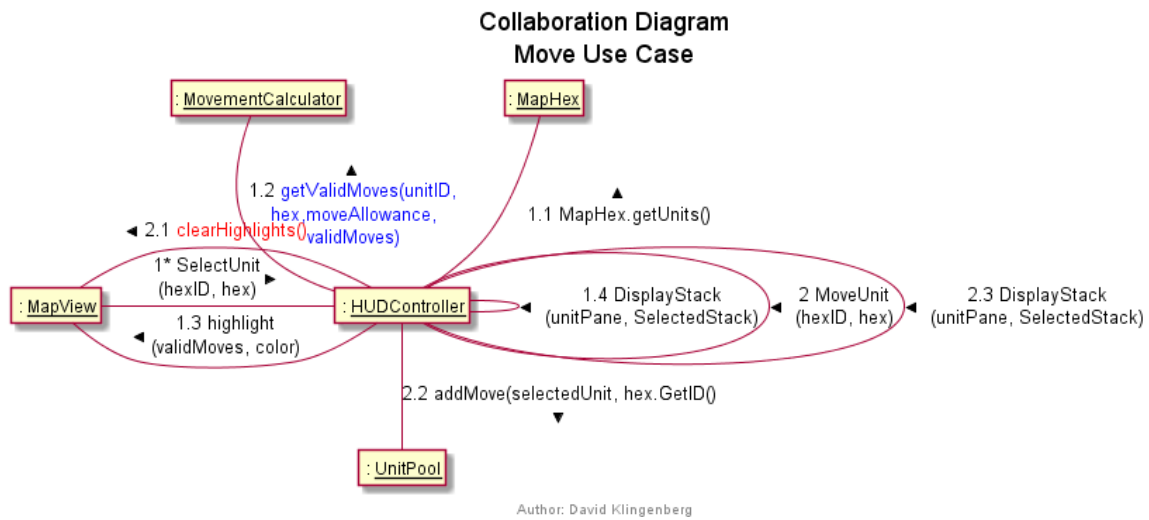 Collaboration Diagram
Move Use Case
: MovementCalculator
: MapHex
1.2 getValidMoves(unitID,
hex,moveAllowance,
validMoves)
1.1 MapHex.getUnits()
2.1 clearHighlights()
1* SelectUnit
(hexID, hex)
: MapView
: HUDController
1.4 DisplayStack
(unitPane, SelectedStack)
2 MoveUnit
(hexID, hex)
2.3 DisplayStack
(unitPane, SelectedStack)
1.3 highlight
(validMoves, color)
2.2 addMove(selectedUnit, hex.GetID()
: UnitPool
Author: David Klingenberg